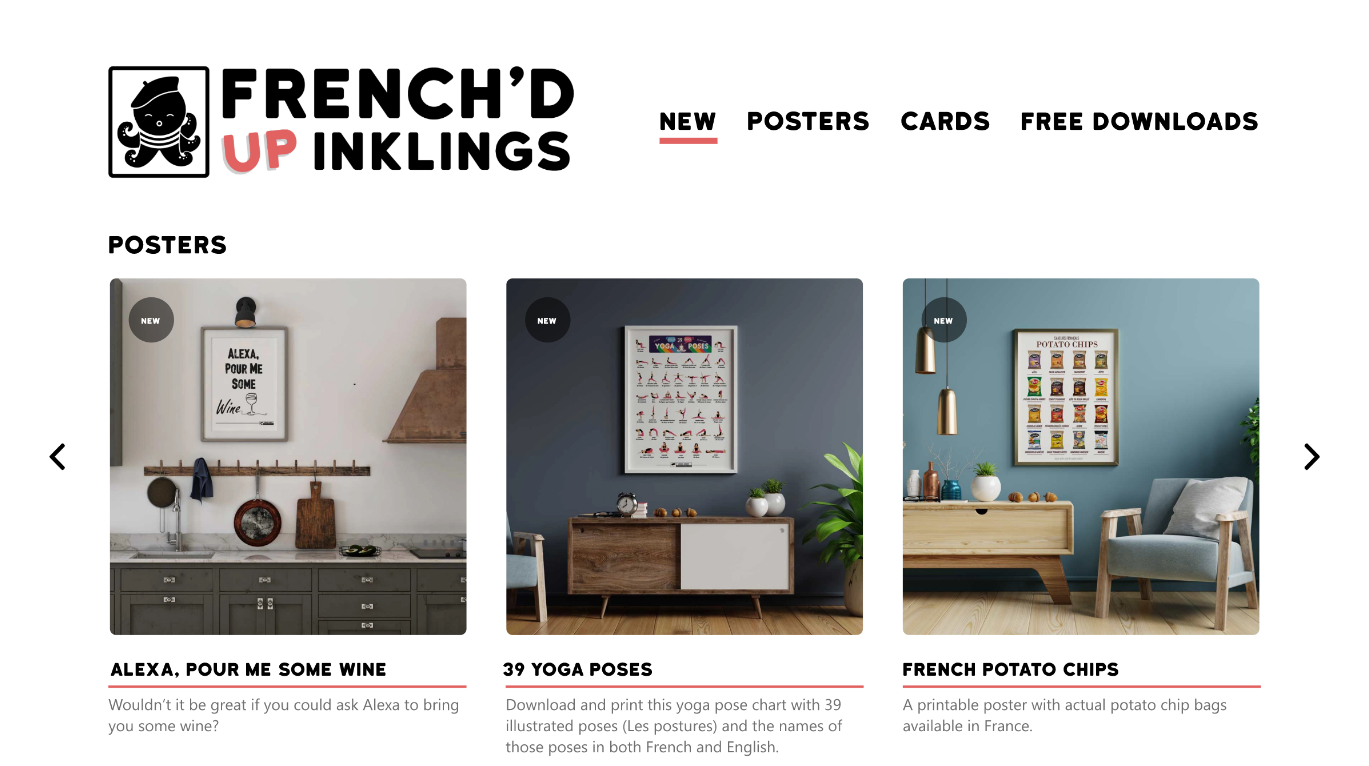 FRENCH'D
UP INKLINGS
NEW POSTERS CARDS FREE DOWNLOADS
POSTERS
NEW
ALEXA,
POUR ME
SOME
Wine
NEW
39
YOGA POSES
NEW
POTATO CHIPS
ALEXA, POUR ME SOME WINE
Wouldn't it be great if you could ask Alexa to bring
you some wine?
39 YOGA POSES
Download and print this yoga pose chart with 39
illustrated poses (Les postures) and the names of
those poses in both French and English.
FRENCH POTATO CHIPS
A printable poster with actual potato chip bags
available in France.